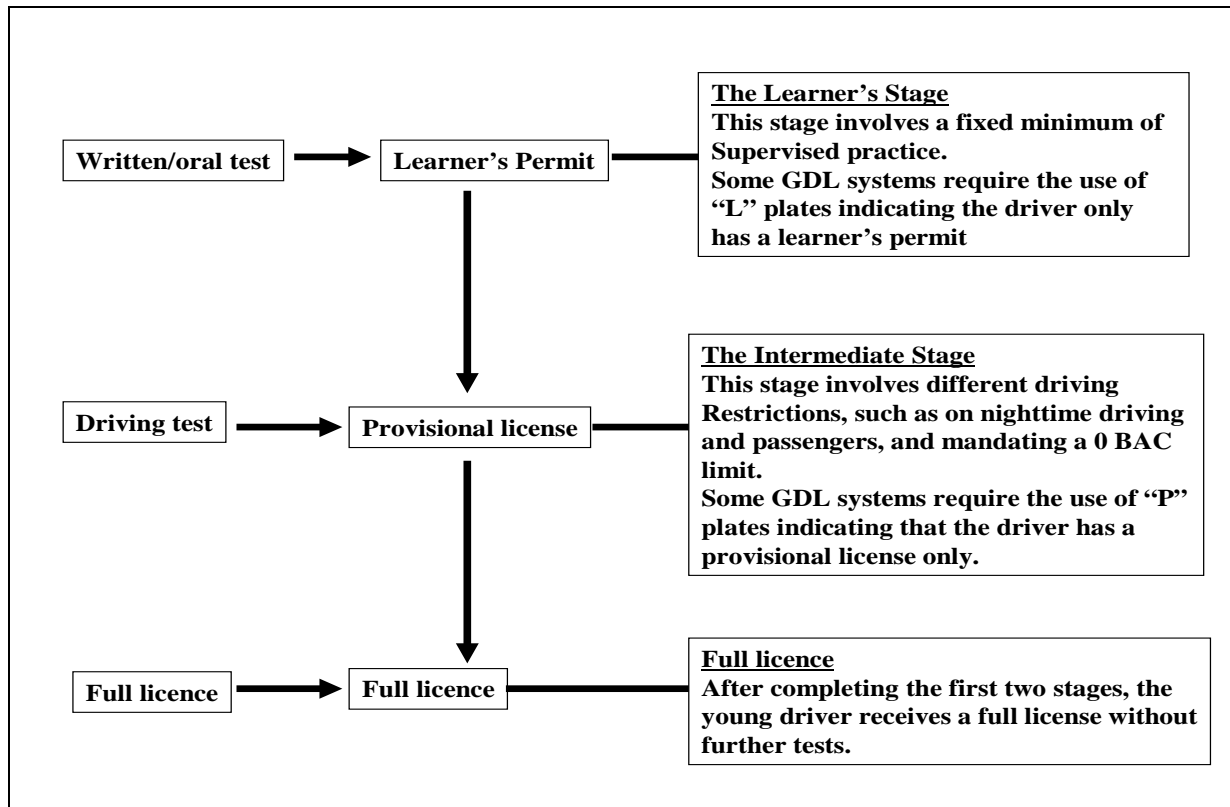 Written/oral test
Learner's Permit
The Learner's Stage
This stage involves a fixed minimum of
Supervised practice.
Some GDL systems require the use of
“L” plates indicating the driver only
has a learner's permit
Driving test
Provisional license
The Intermediate Stage
This stage involves different driving
Restrictions, such as on nighttime driving
and passengers, and mandating a 0 BAC
limit.
Some GDL systems require the use of “P”
plates indicating that the driver has a
provisional license only.
Full licence
Full licence
Full licence
After completing the first two stages, the
young driver receives a full license without
further tests.